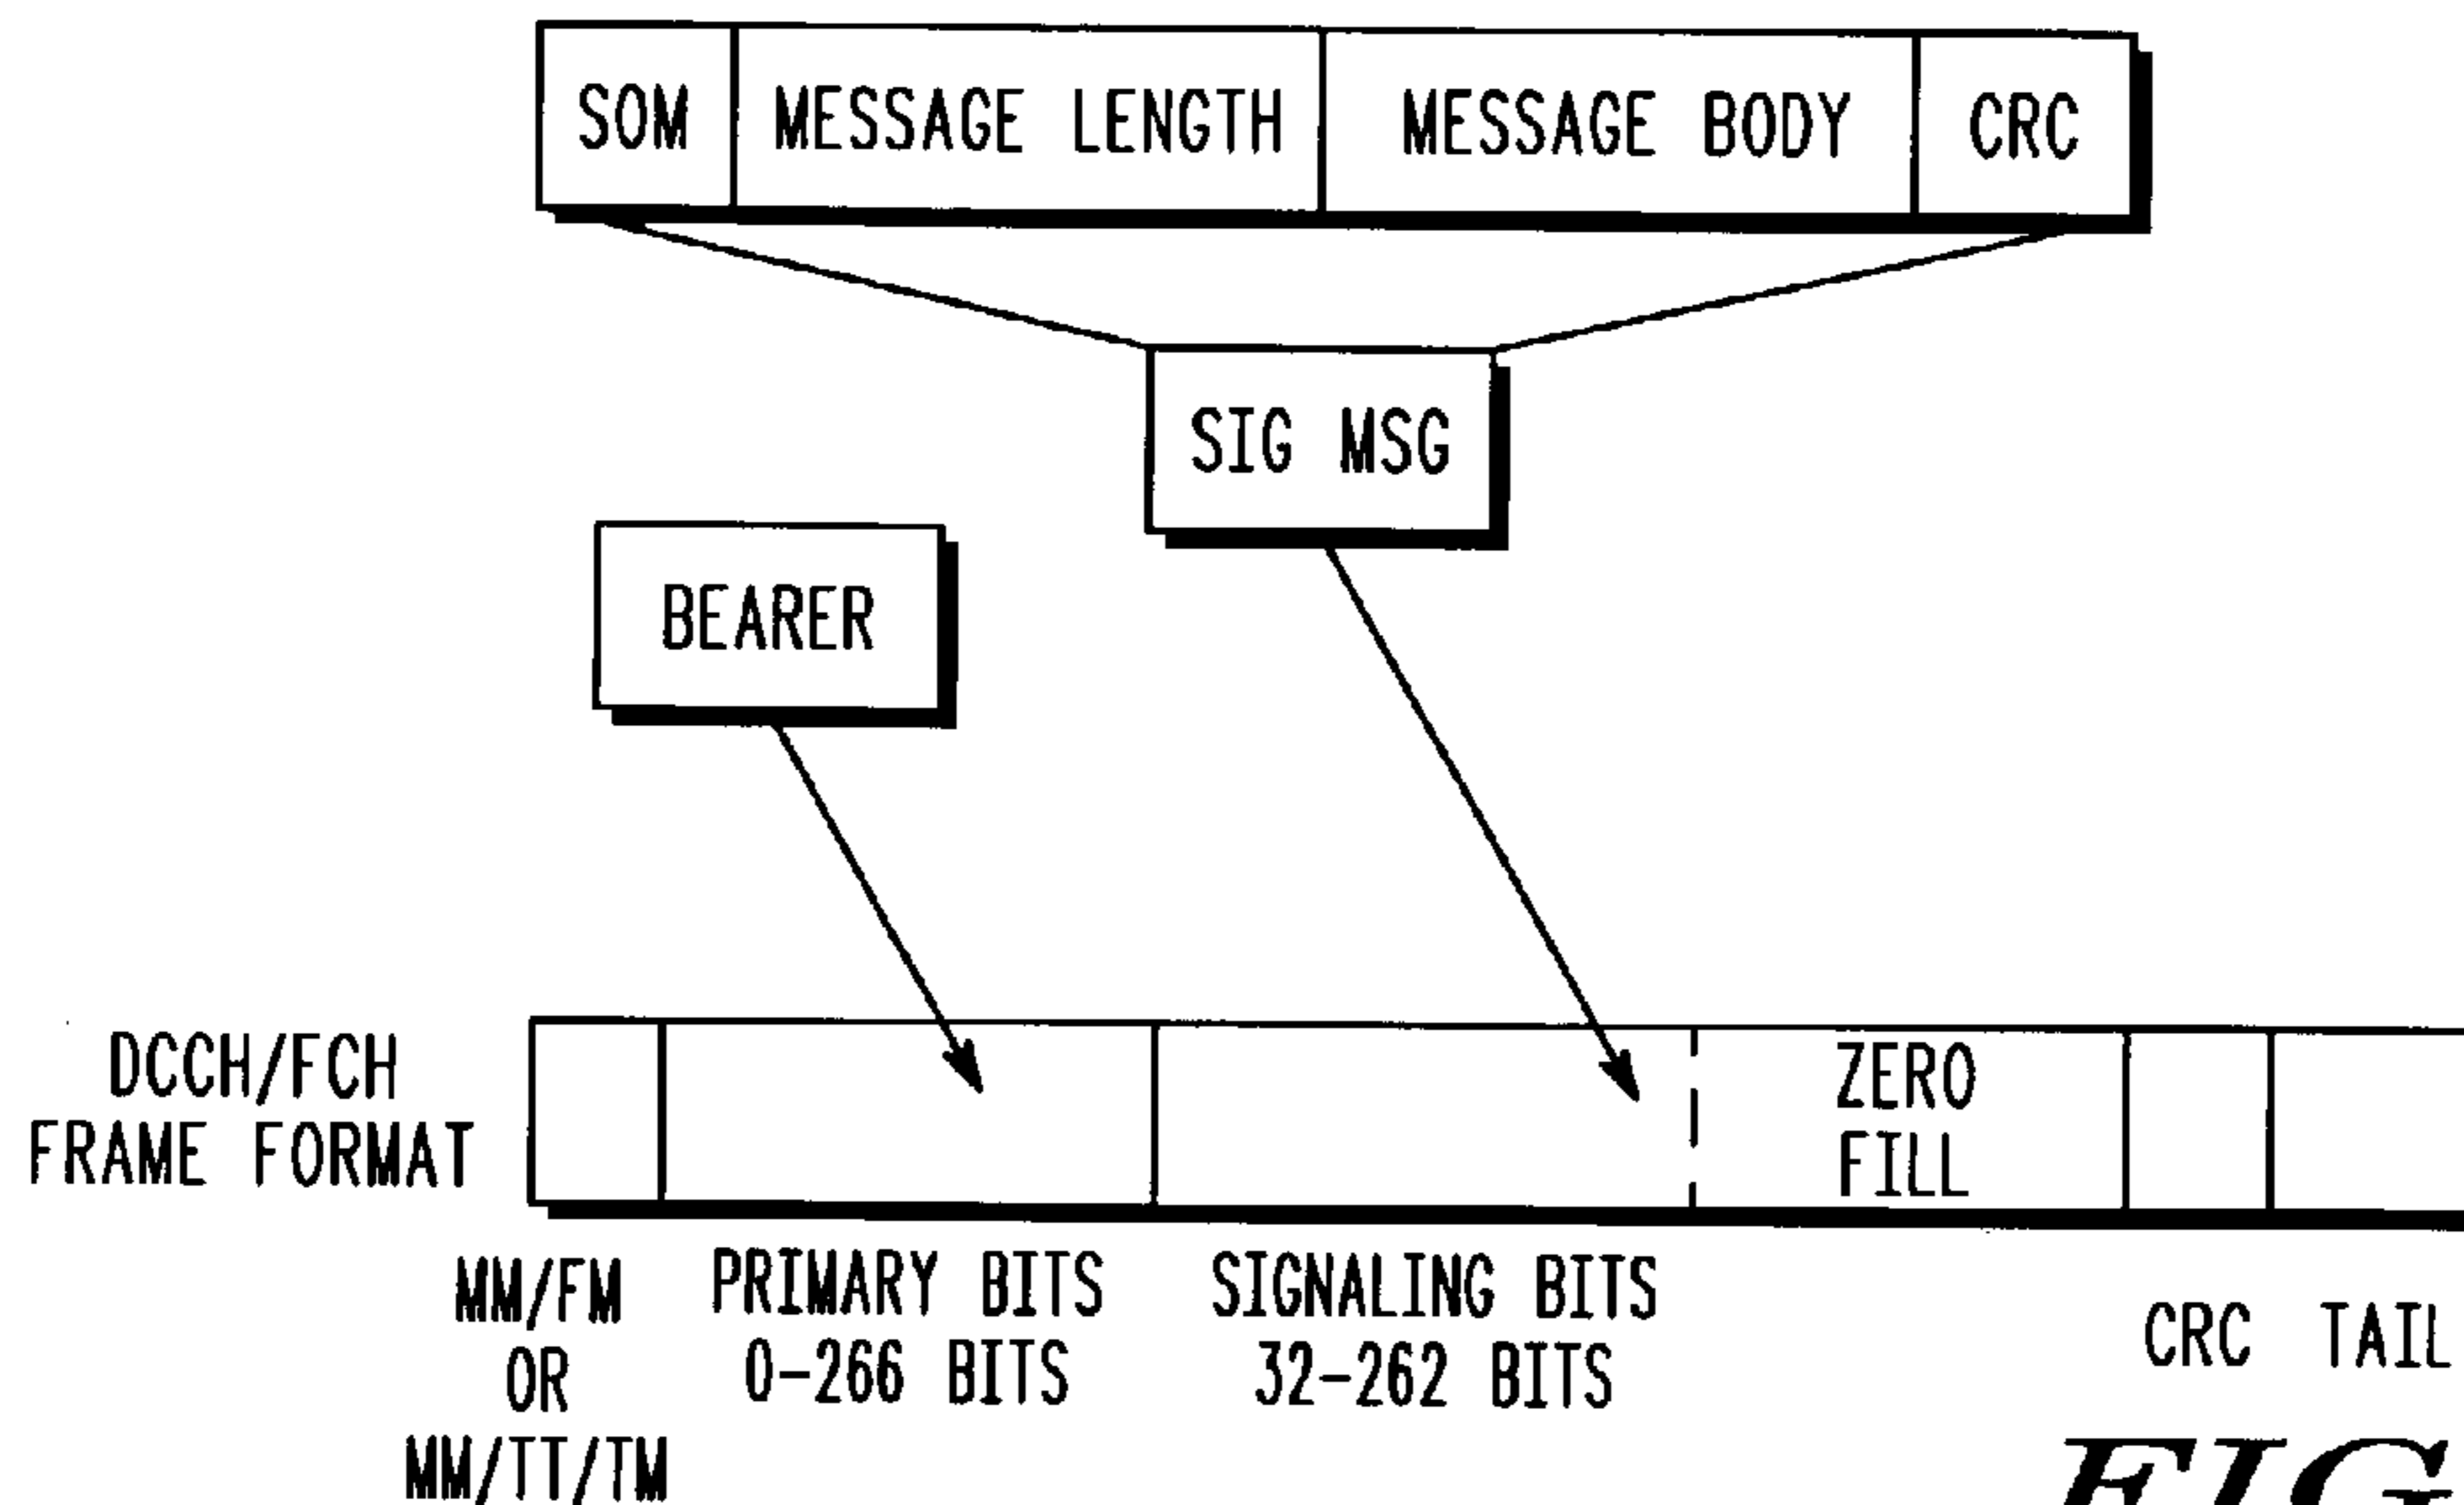 SOM MESSAGE LENGTH MESSAGE BODY CRC
SIG MSG
BEARER
DCCH/FCH
FRAME FORMAT
ZERO
FILL
MM/FM
OR
MM/TT/TM
PRIMARY BITS
0-266 BITS
SIGNALING BITS
32-262 BITS
CRC TAIL
FIG